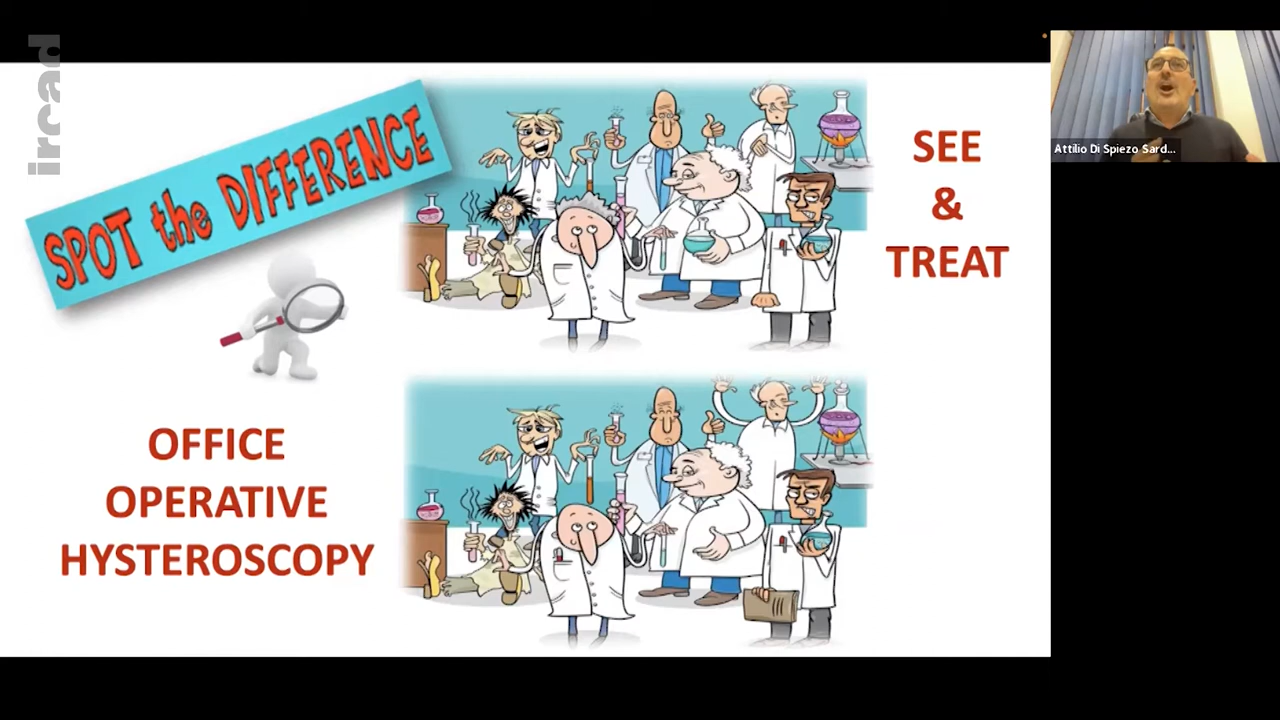 ircad
SPOT the DIFFERENCE
SEE
&
TREAT
OFFICE
OPERATIVE
HYSTEROSCOPY
Attilio Di Spiezo Sard...